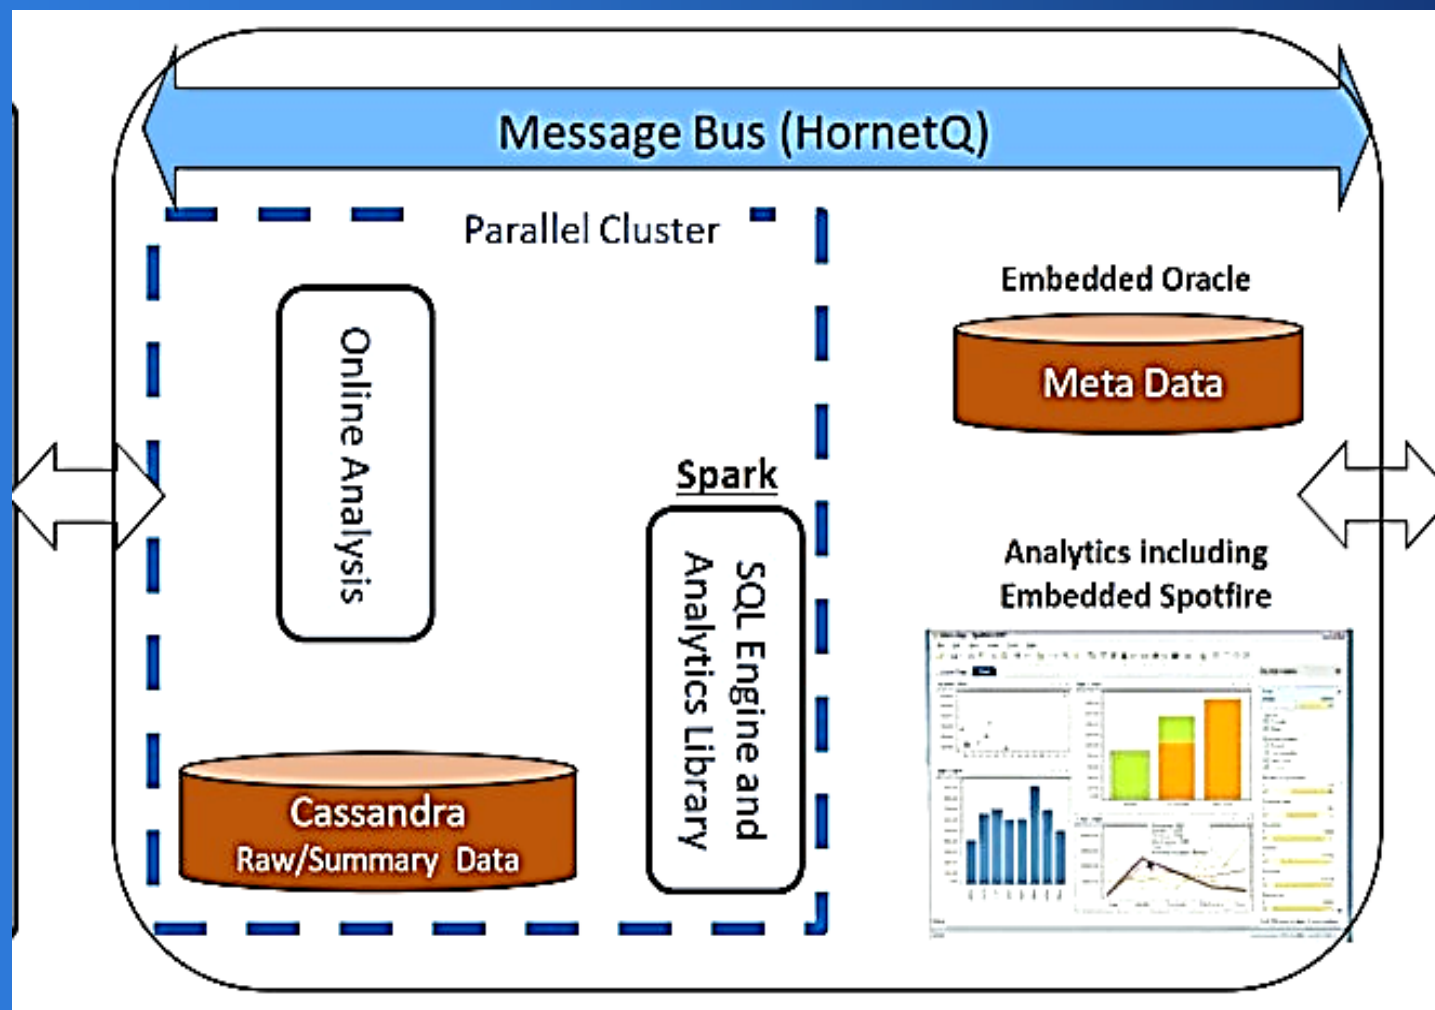 Message Bus (HornetQ)
Parallel Cluster
Online Analysis
Spark
SQL Engine and
Analytics Library
Cassandra
Raw/Summary Data
Embedded Oracle
Meta Data
Analytics including
Embedded Spotfire